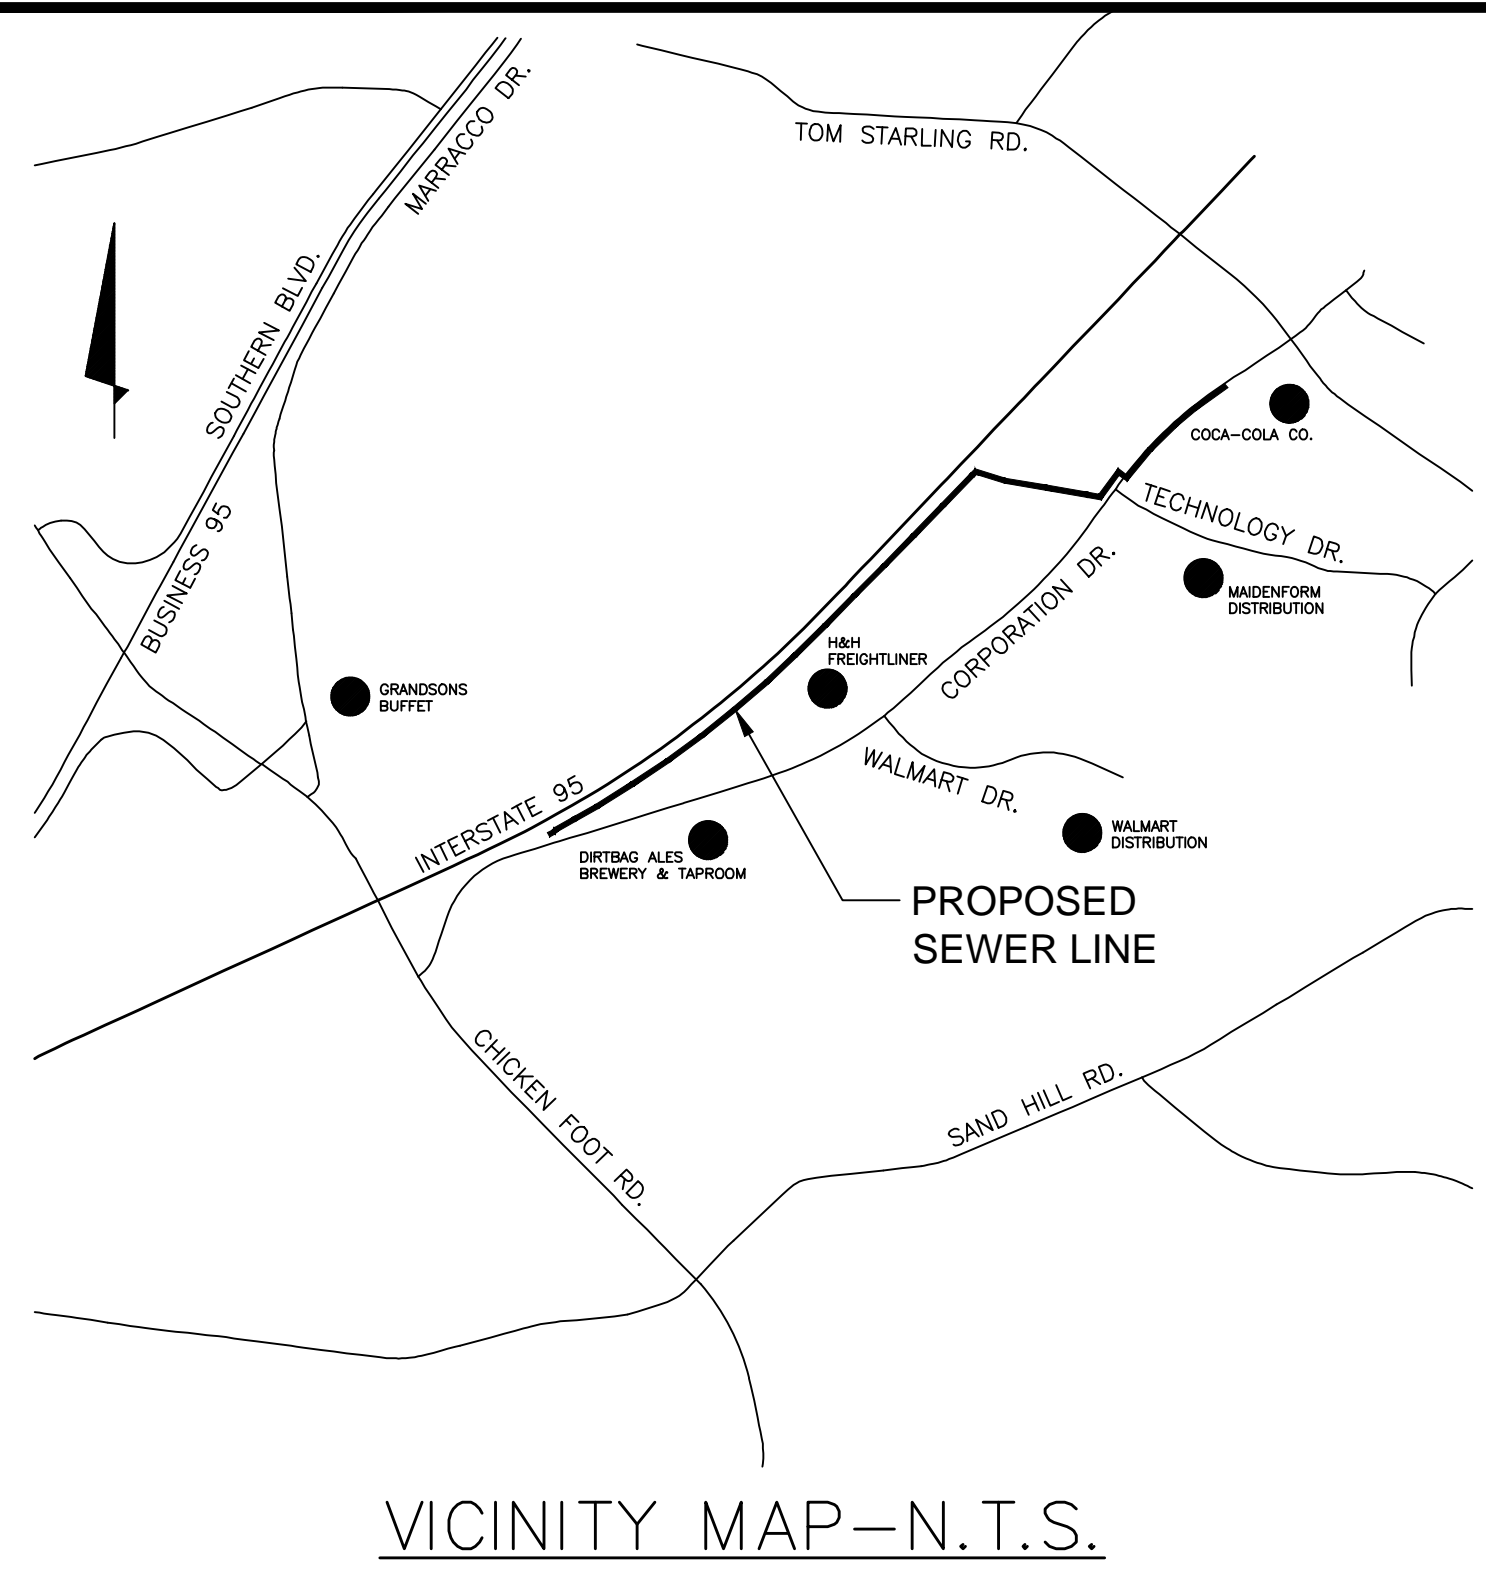 MARRACCO DR.
TOM STARLING RD.
SOUTHERN BLVD.
COCA-COLA CO.
TECHNOLOGY DR.
BUSINESS 95
CORPORATION DR.
MAIDENFORM
DISTRIBUTION
H&H
FREIGHTLINER
GRANDSONS
BUFFET
WALMART DR.
INTERSTATE 95
WALMART
DISTRIBUTION
DIRTBAG ALES
BREWERY & TAPROOM
PROPOSED
SEWER LINE
CHICKEN FOOT RD.
SAND HILL RD.
VICINITY MAP-N.T.S.